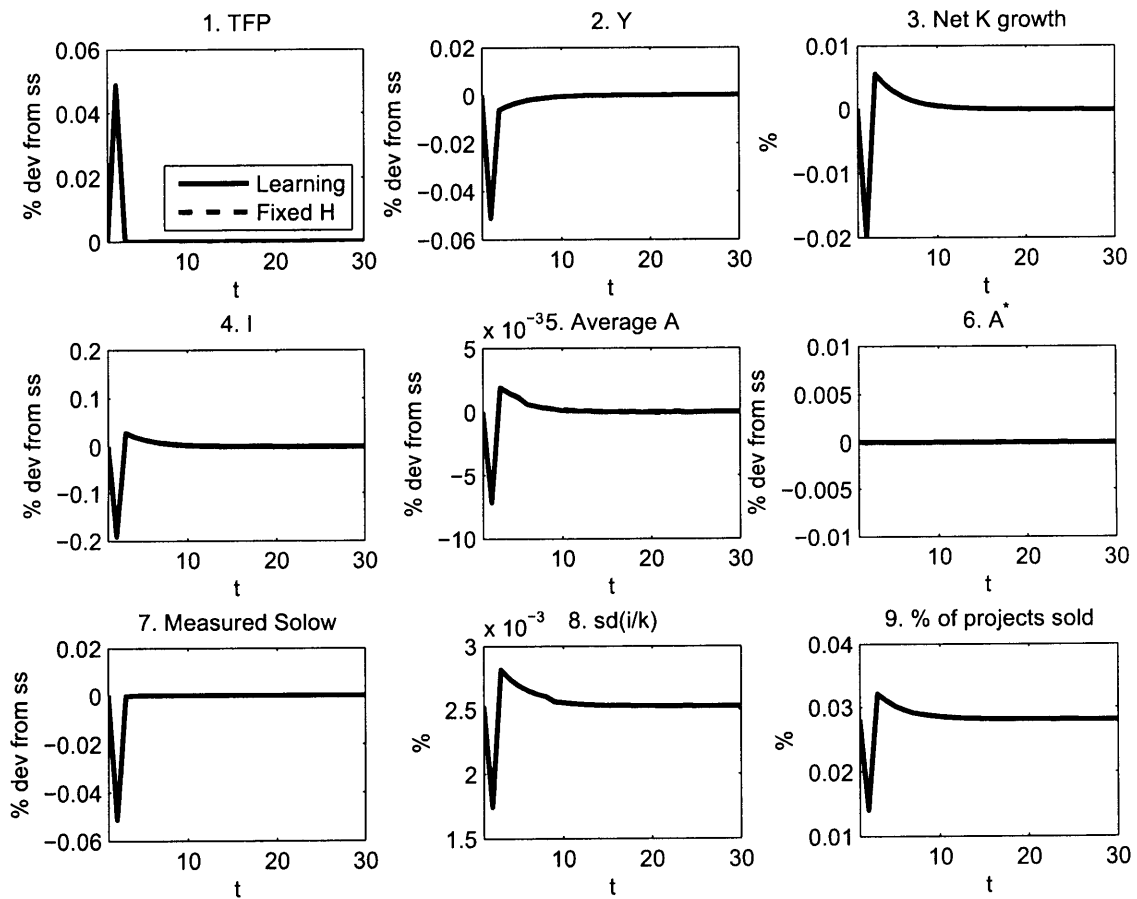 1. TFP
% dev from ss
0.06
0.04
0.02
0
10
20
30
t
Learning
Fixed H
2. Y
% dev from ss
0.02
0
−0.02
−0.04
−0.06
10
20
30
t
3. Net K growth
%
0.01
0
−0.01
−0.02
10
20
30
t
4. I
% dev from ss
0.2
0.1
0
−0.1
−0.2
10
20
30
t
x 10⁻³5. Average A
% dev from ss
5
0
−5
−10
10
20
30
t
6. A*
% dev from ss
0.01
0.005
0
−0.005
−0.01
10
20
30
t
7. Measured Solow
% dev from ss
0.02
0
−0.02
−0.04
−0.06
10
20
30
t
x 10⁻³ 8. sd(i/k)
%
3
2.5
2
1.5
10
20
30
t
9. % of projects sold
%
0.04
0.03
0.02
0.01
10
20
30
t